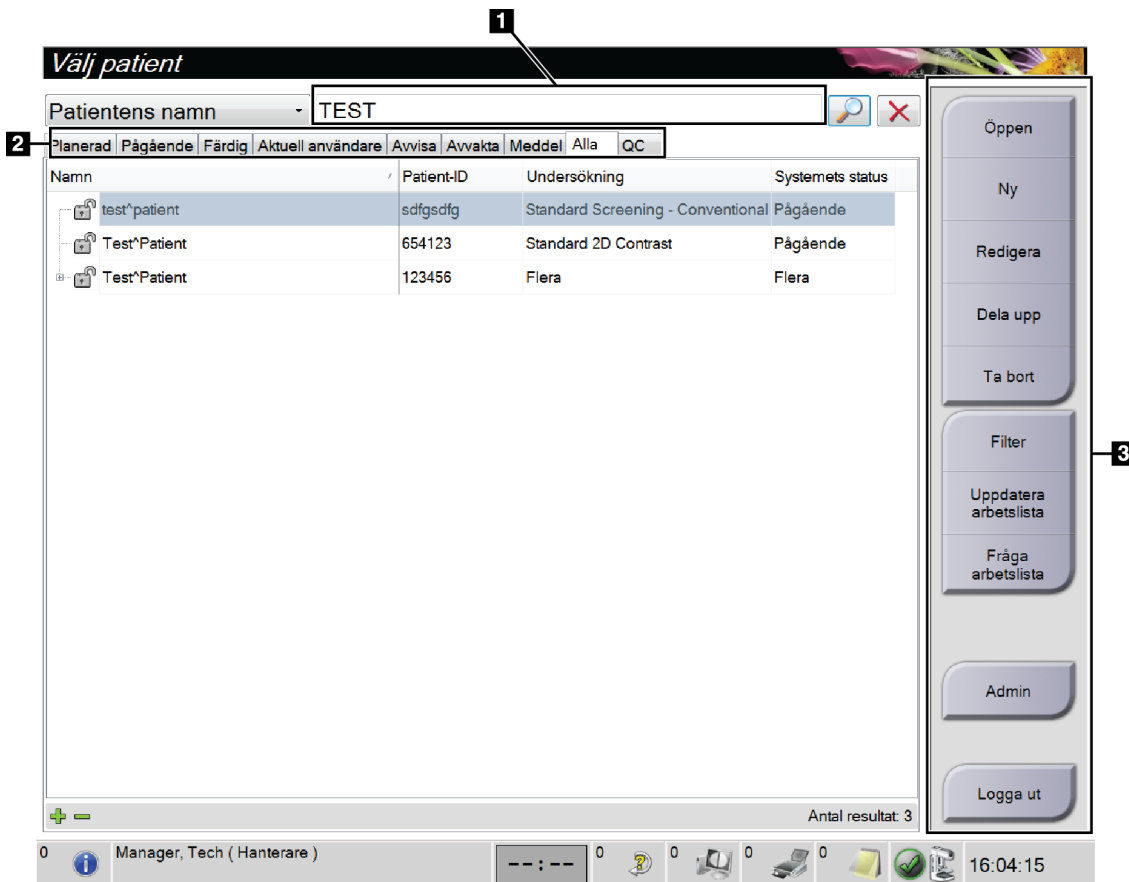 1
Välj patient
Patientens namn TEST
2
Planerad Pågående Färdig Aktuell användare Avvisa Avvakta Meddel Alla QC
Namn Patient-ID Undersökning Systemets status
test^patient sdfgsdfg Standard Screening - Conventional Pågående
Test^Patient 654123 Standard 2D Contrast Pågående
Test^Patient 123456 Flera Flera
Öppen
Ny
Redigera
Dela upp
Ta bort
Filter
3
Uppdatera
arbetslista
Fråga
arbetslista
Admin
Logga ut
Antal resultat: 3
0 Manager, Tech ( Hanterare ) --:-- 0 0 0 0 16:04:15